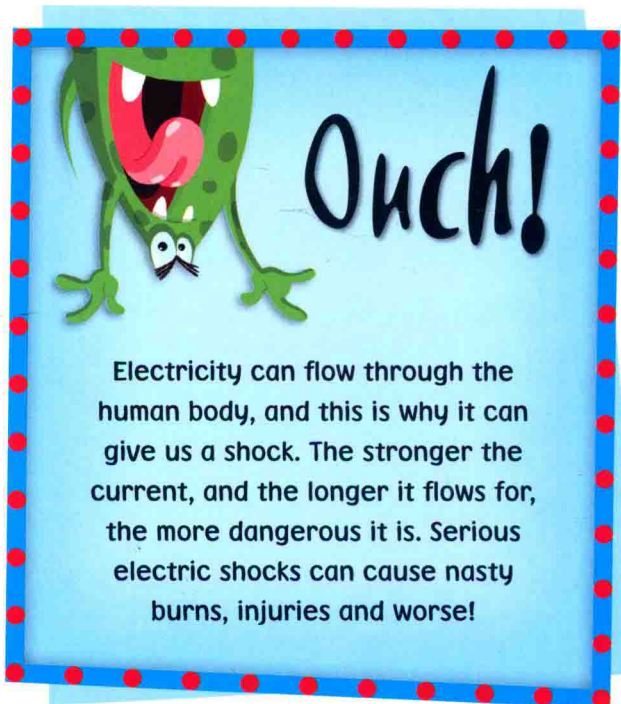 Ouch!
Electricity can flow through the
human body, and this is why it can
give us a shock. The stronger the
current, and the longer it flows for,
the more dangerous it is. Serious
electric shocks can cause nasty
burns, injuries and worse!